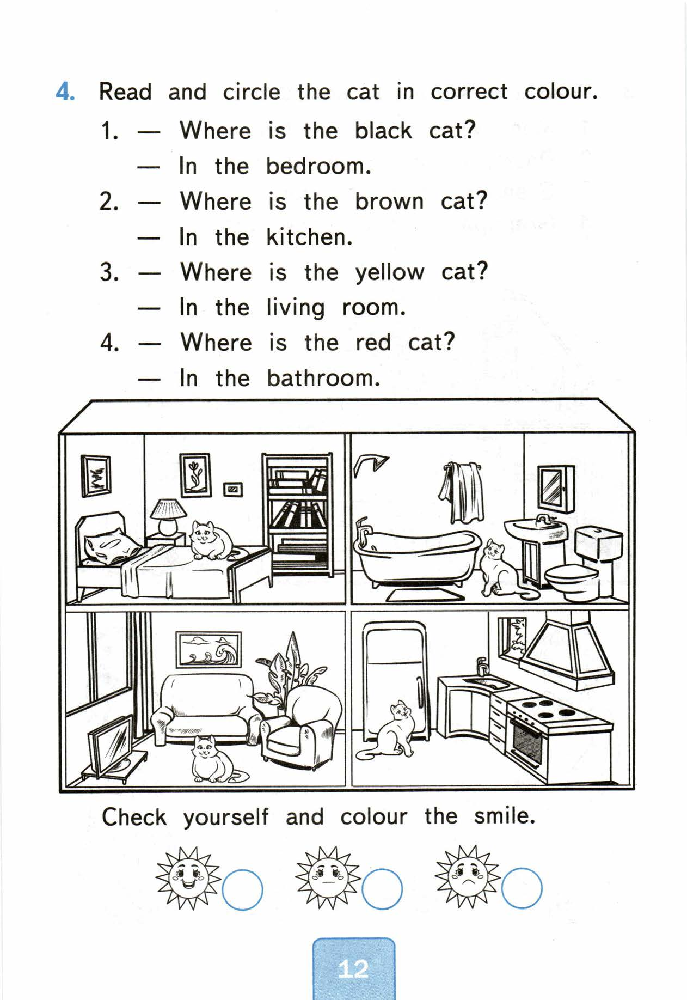 4. Read and circle the cat in correct colour.
1. — Where is the black cat?
— In the bedroom.
2. — Where is the brown cat?
— In the kitchen.
3. — Where is the yellow cat?
— In the living room.
4. — Where is the red cat?
— In the bathroom.
Check yourself and colour the smile.
12